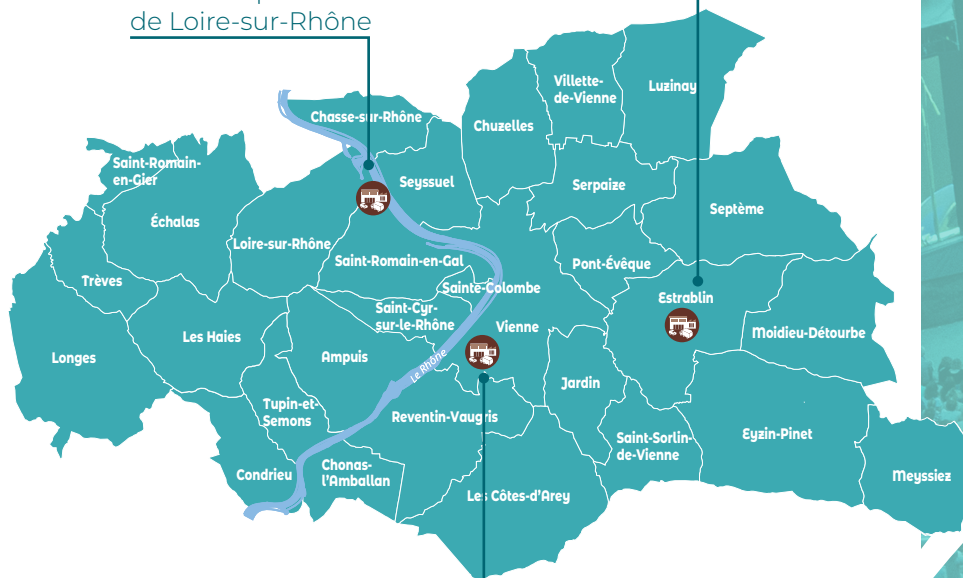 de Loire-sur-Rhône
Villette-
de-Vienne
Luzinay
Chasse-sur-Rhône
Chuzelles
Saint-Romain-
en-Gier
Seyssuel
Serpaize
Septème
Échalas
Loire-sur-Rhône
Saint-Romain-en-Gal
Pont-Évêque
Trèves
Sainte-Colombe
Estrablin
Saint-Cyr-
sur-le-Rhône
Vienne
Moidieu-Détourbe
Les Haies
Longes
Ampuis
Le Rhône
Jardin
Tupin-et-
Semons
Reventin-Vaugris
Saint-Sorlin-
de-Vienne
Eyzin-Pinet
Condrieu
Chonas-
l'Amballan
Meyssiez
Les Côtes-d'Arey